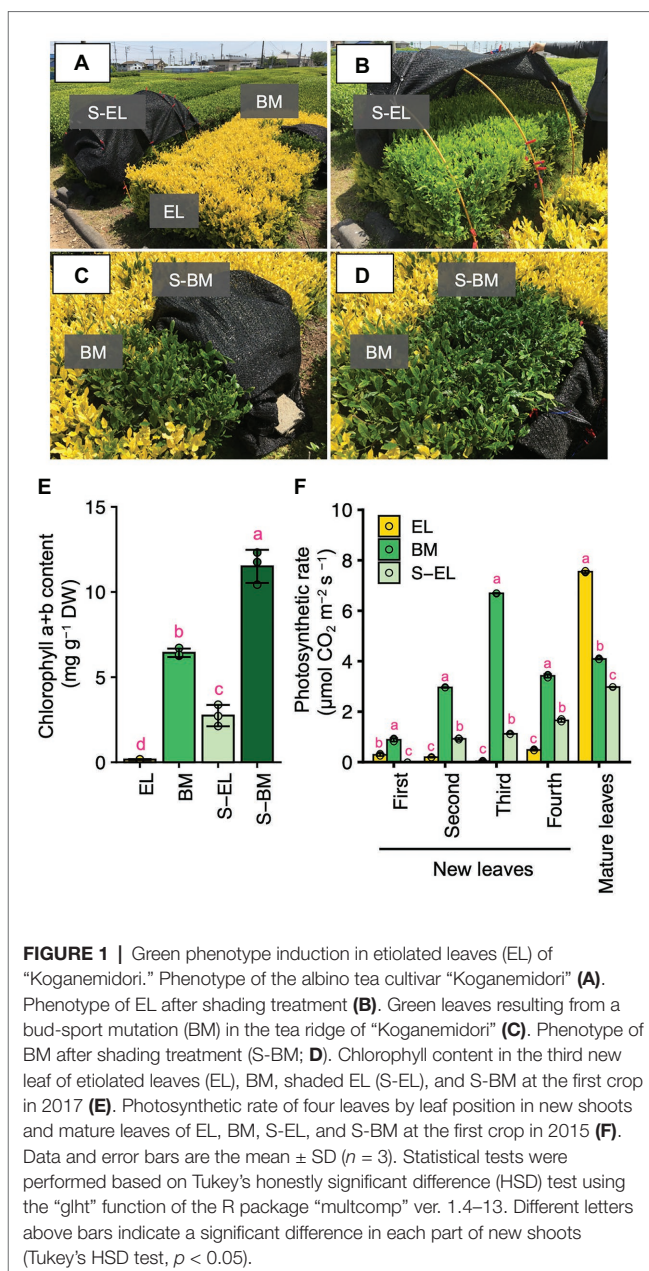 A
S-EL
BM
EL
B
S-EL
C
S-BM
BM
D
S-BM
BM
E
Chlorophyll a+b content
(mg g⁻¹ DW)
15
10
5
0
d
b
c
a
EL
BM
S–EL
S–BM
F
Photosynthetic rate
(µmol CO₂ m⁻² s⁻¹)
10
8
6
4
2
0
EL
BM
S–EL
b
a
c
c
a
b
c
a
b
c
a
b
a
b
c
First
Second
Third
Fourth
Mature leaves
New leaves
FIGURE 1 | Green phenotype induction in etiolated leaves (EL) of
“Koganemidori.” Phenotype of the albino tea cultivar “Koganemidori” (A).
Phenotype of EL after shading treatment (B). Green leaves resulting from a
bud-sport mutation (BM) in the tea ridge of “Koganemidori” (C). Phenotype of
BM after shading treatment (S-BM; D). Chlorophyll content in the third new
leaf of etiolated leaves (EL), BM, shaded EL (S-EL), and S-BM at the first crop
in 2017 (E). Photosynthetic rate of four leaves by leaf position in new shoots
and mature leaves of EL, BM, S-EL, and S-BM at the first crop in 2015 (F).
Data and error bars are the mean ± SD (n = 3). Statistical tests were
performed based on Tukey’s honestly significant difference (HSD) test using
the “glht” function of the R package “multcomp” ver. 1.4–13. Different letters
above bars indicate a significant difference in each part of new shoots
(Tukey’s HSD test, p < 0.05).